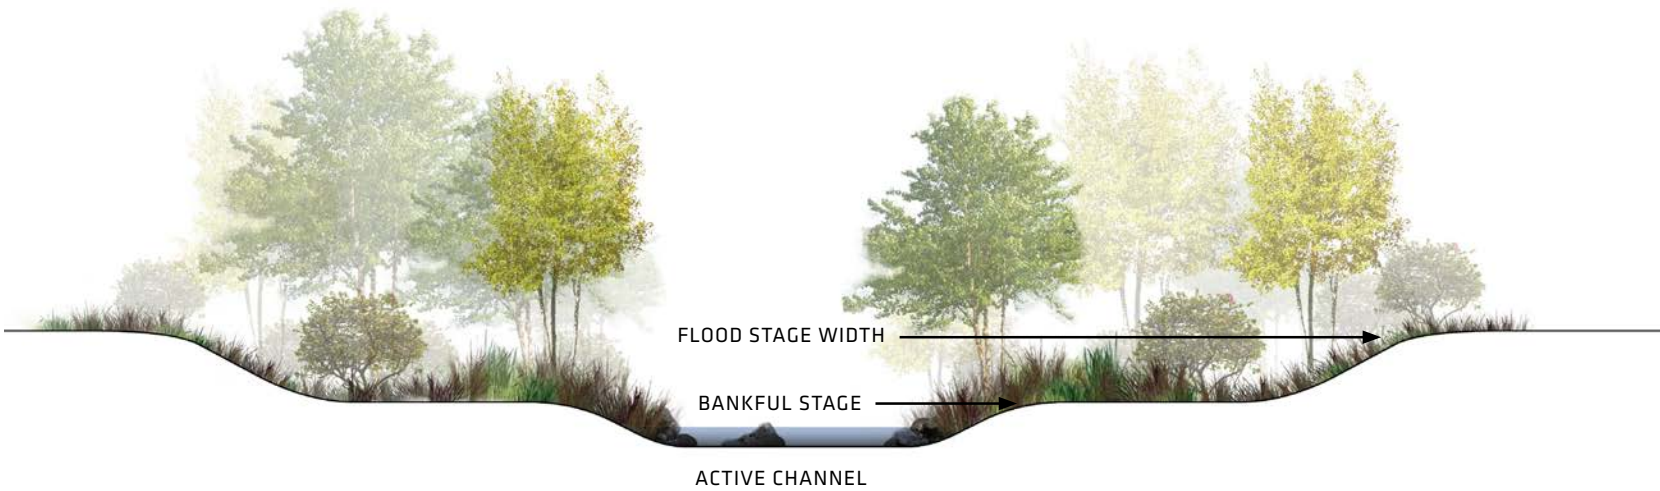 FLOOD STAGE WIDTH
BANKFUL STAGE
ACTIVE CHANNEL